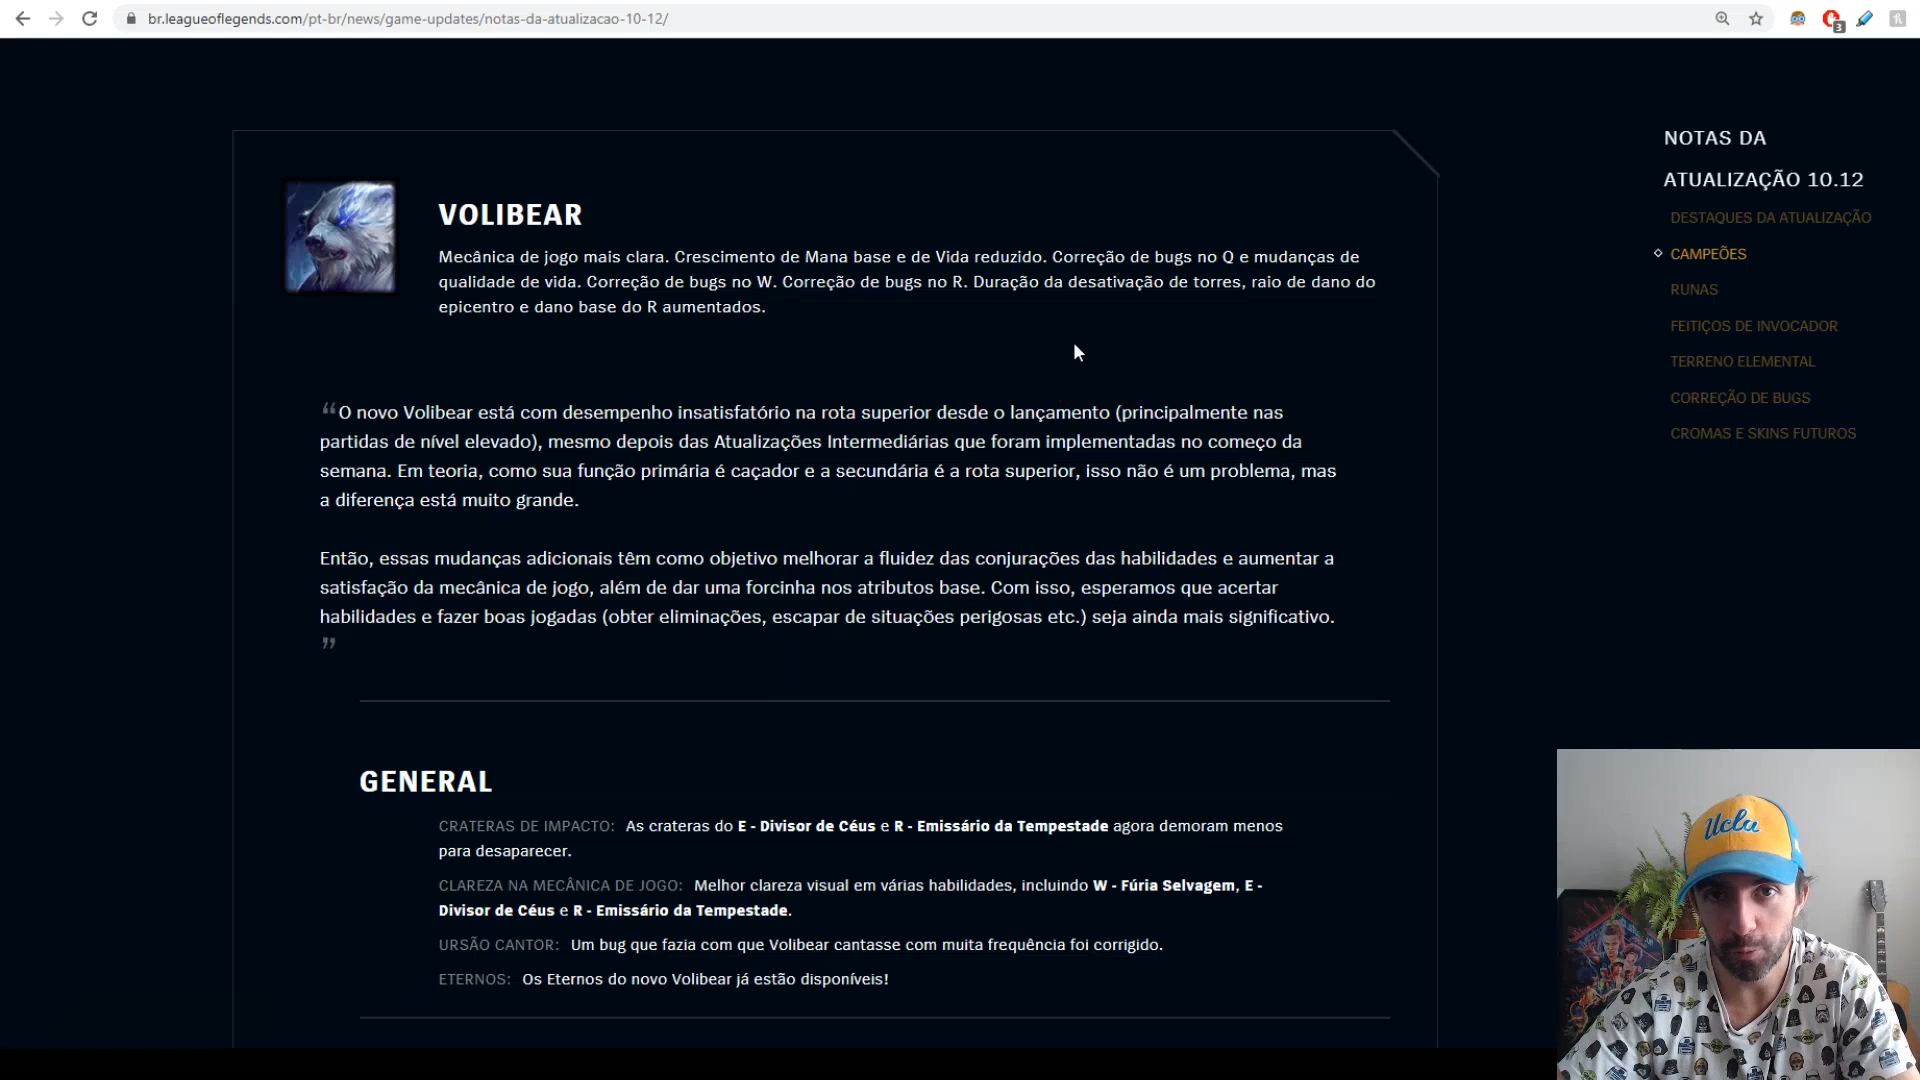 br.leagueoflegends.com/pt-br/news/game-updates/notas-da-atualizacao-10-12/
3
NOTAS DA
ATUALIZAÇÃO 10.12
DESTAQUES DA ATUALIZAÇÃO
CAMPEÕES
RUNAS
FEITIÇOS DE INVOCADOR
TERRENO ELEMENTAL
CORREÇÃO DE BUGS
CROMAS E SKINS FUTUROS
VOLIBEAR
Mecânica de jogo mais clara. Crescimento de Mana base e de Vida reduzido. Correção de bugs no Q e mudanças de
qualidade de vida. Correção de bugs no W. Correção de bugs no R. Duração da desativação de torres, raio de dano do
epicentro e dano base do R aumentados.
“O novo Volibear está com desempenho insatisfatório na rota superior desde o lançamento (principalmente nas
partidas de nível elevado), mesmo depois das Atualizações Intermediárias que foram implementadas no começo da
semana. Em teoria, como sua função primária é caçador e a secundária é a rota superior, isso não é um problema, mas
a diferença está muito grande.
Então, essas mudanças adicionais têm como objetivo melhorar a fluidez das conjurações das habilidades e aumentar a
satisfação da mecânica de jogo, além de dar uma forcinha nos atributos base. Com isso, esperamos que acertar
habilidades e fazer boas jogadas (obter eliminações, escapar de situações perigosas etc.) seja ainda mais significativo.
”
GENERAL
CRATERAS DE IMPACTO: As crateras do E - Divisor de Céus e R - Emissário da Tempestade agora demoram menos
para desaparecer.
CLAREZA NA MECÂNICA DE JOGO: Melhor clareza visual em várias habilidades, incluindo W - Fúria Selvagem, E -
Divisor de Céus e R - Emissário da Tempestade.
URSÃO CANTOR: Um bug que fazia com que Volibear cantasse com muita frequência foi corrigido.
ETERNOS: Os Eternos do novo Volibear já estão disponíveis!
Ucla